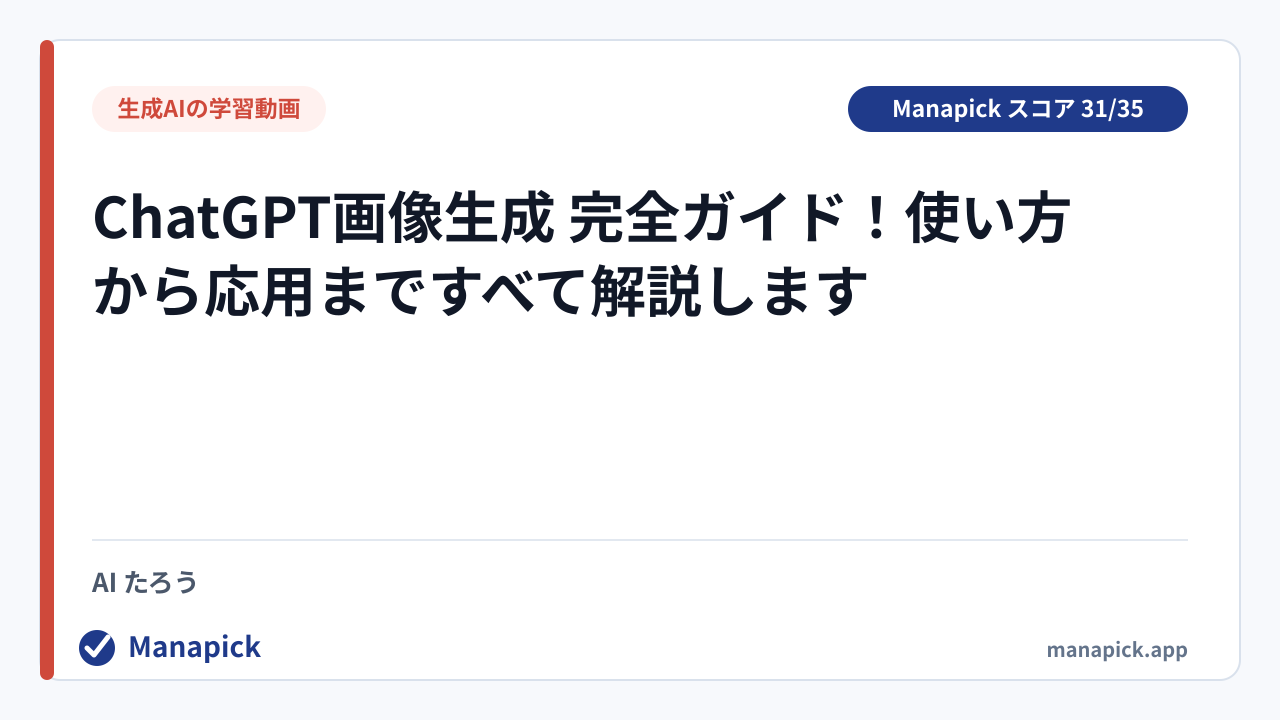 生成AIの学習動画
Manapick スコア 31/35
ChatGPT画像生成 完全ガイド！使い方
から応用まですべて解説します
AI たろう
Manapick
manapick.app